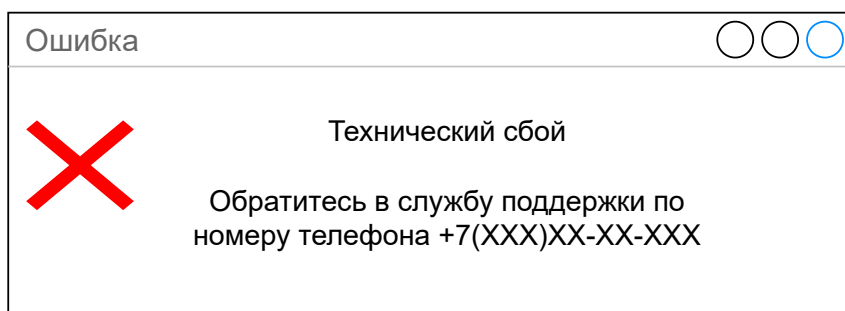 Ошибка
Технический сбой
Обратитесь в службу поддержки по
номеру телефона +7(XXX)XX-XX-XXX